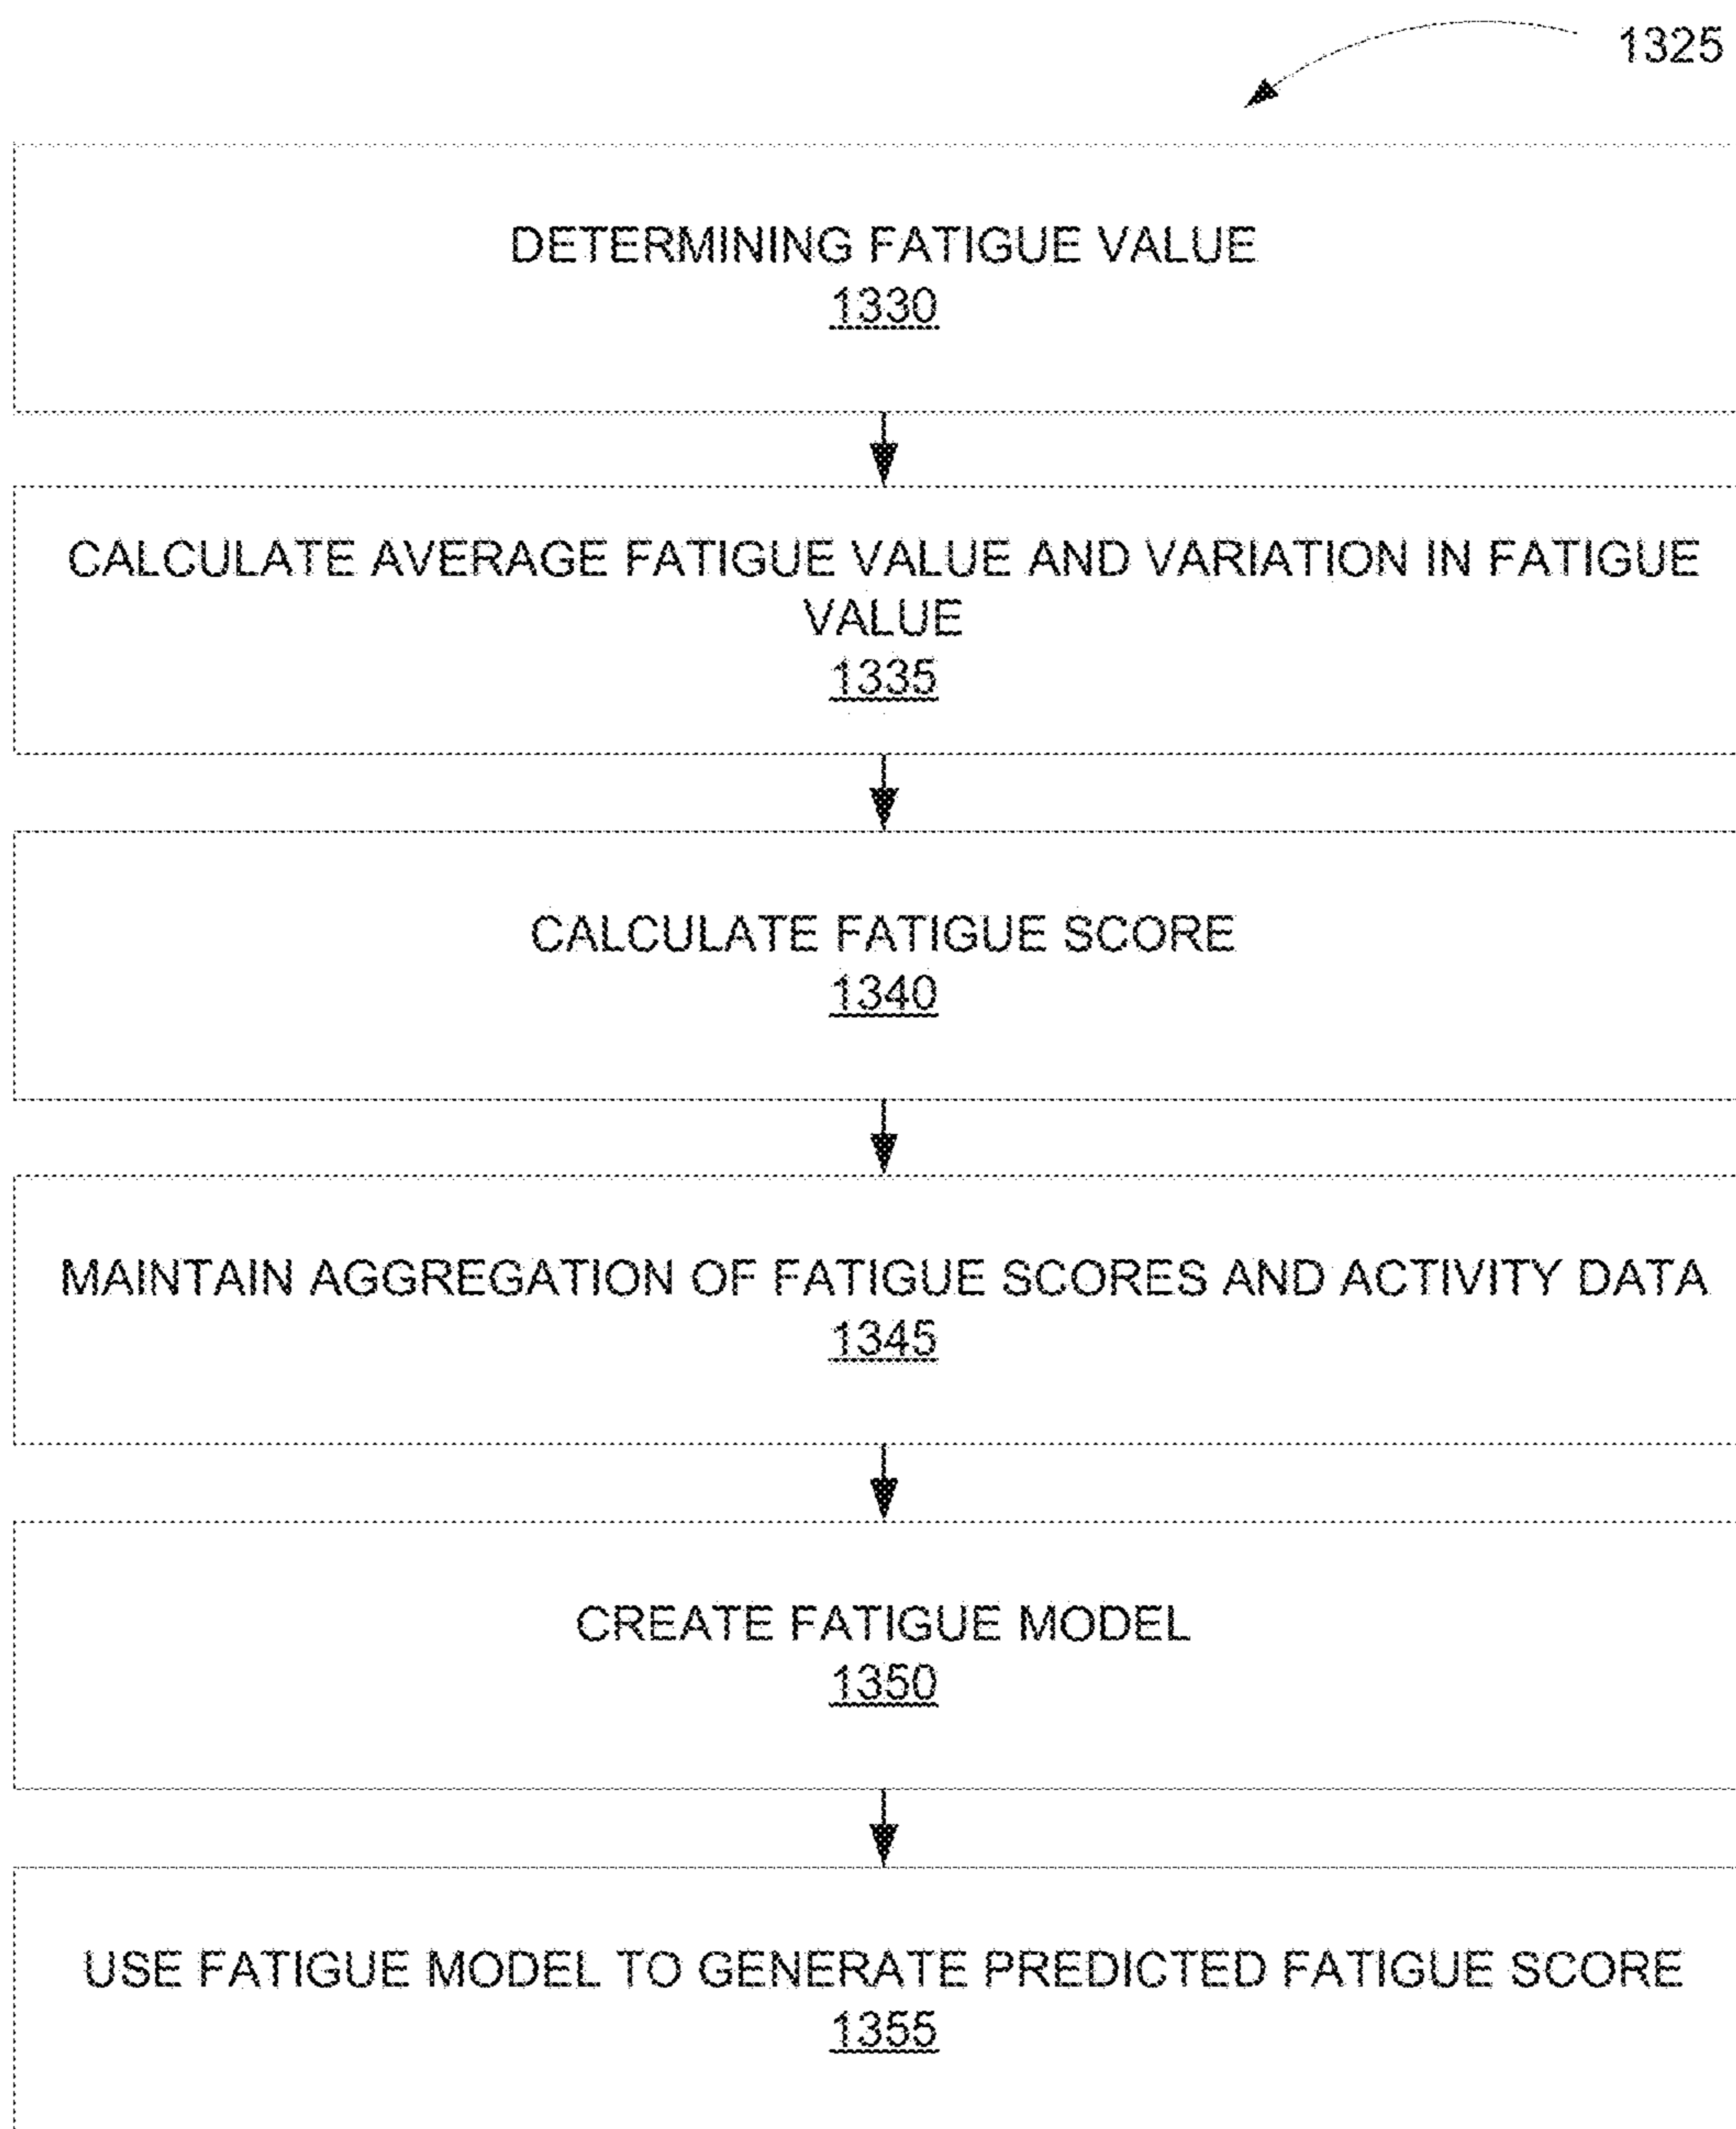 1325
DETERMINING FATIGUE VALUE
1330
CALCULATE AVERAGE FATIGUE VALUE AND VARIATION IN FATIGUE
VALUE
1335
CALCULATE FATIGUE SCORE
1340
MAINTAIN AGGREGATION OF FATIGUE SCORES AND ACTIVITY DATA
1345
CREATE FATIGUE MODEL
1350
USE FATIGUE MODEL TO GENERATE PREDICTED FATIGUE SCORE
1355